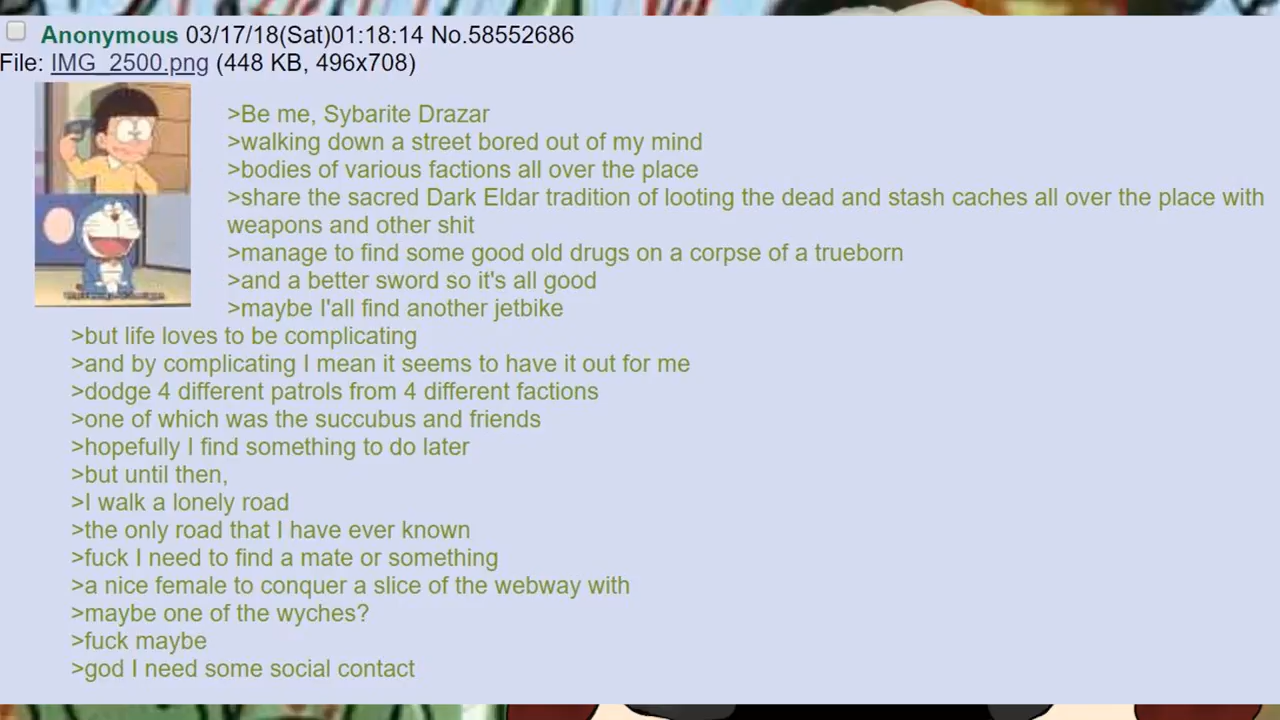 Anonymous 03/17/18(Sat)01:18:14 No.58552686
File: IMG_2500.png (448 KB, 496x708)
>Be me, Sybarite Drazar
>walking down a street bored out of my mind
>bodies of various factions all over the place
>share the sacred Dark Eldar tradition of looting the dead and stash caches all over the place with
weapons and other shit
>manage to find some good old drugs on a corpse of a trueborn
>and a better sword so it's all good
>maybe I'all find another jetbike
>but life loves to be complicating
>and by complicating I mean it seems to have it out for me
>dodge 4 different patrols from 4 different factions
>one of which was the succubus and friends
>hopefully I find something to do later
>but until then,
>I walk a lonely road
>the only road that I have ever known
>fuck I need to find a mate or something
>a nice female to conquer a slice of the webway with
>maybe one of the wyches?
>fuck maybe
>god I need some social contact